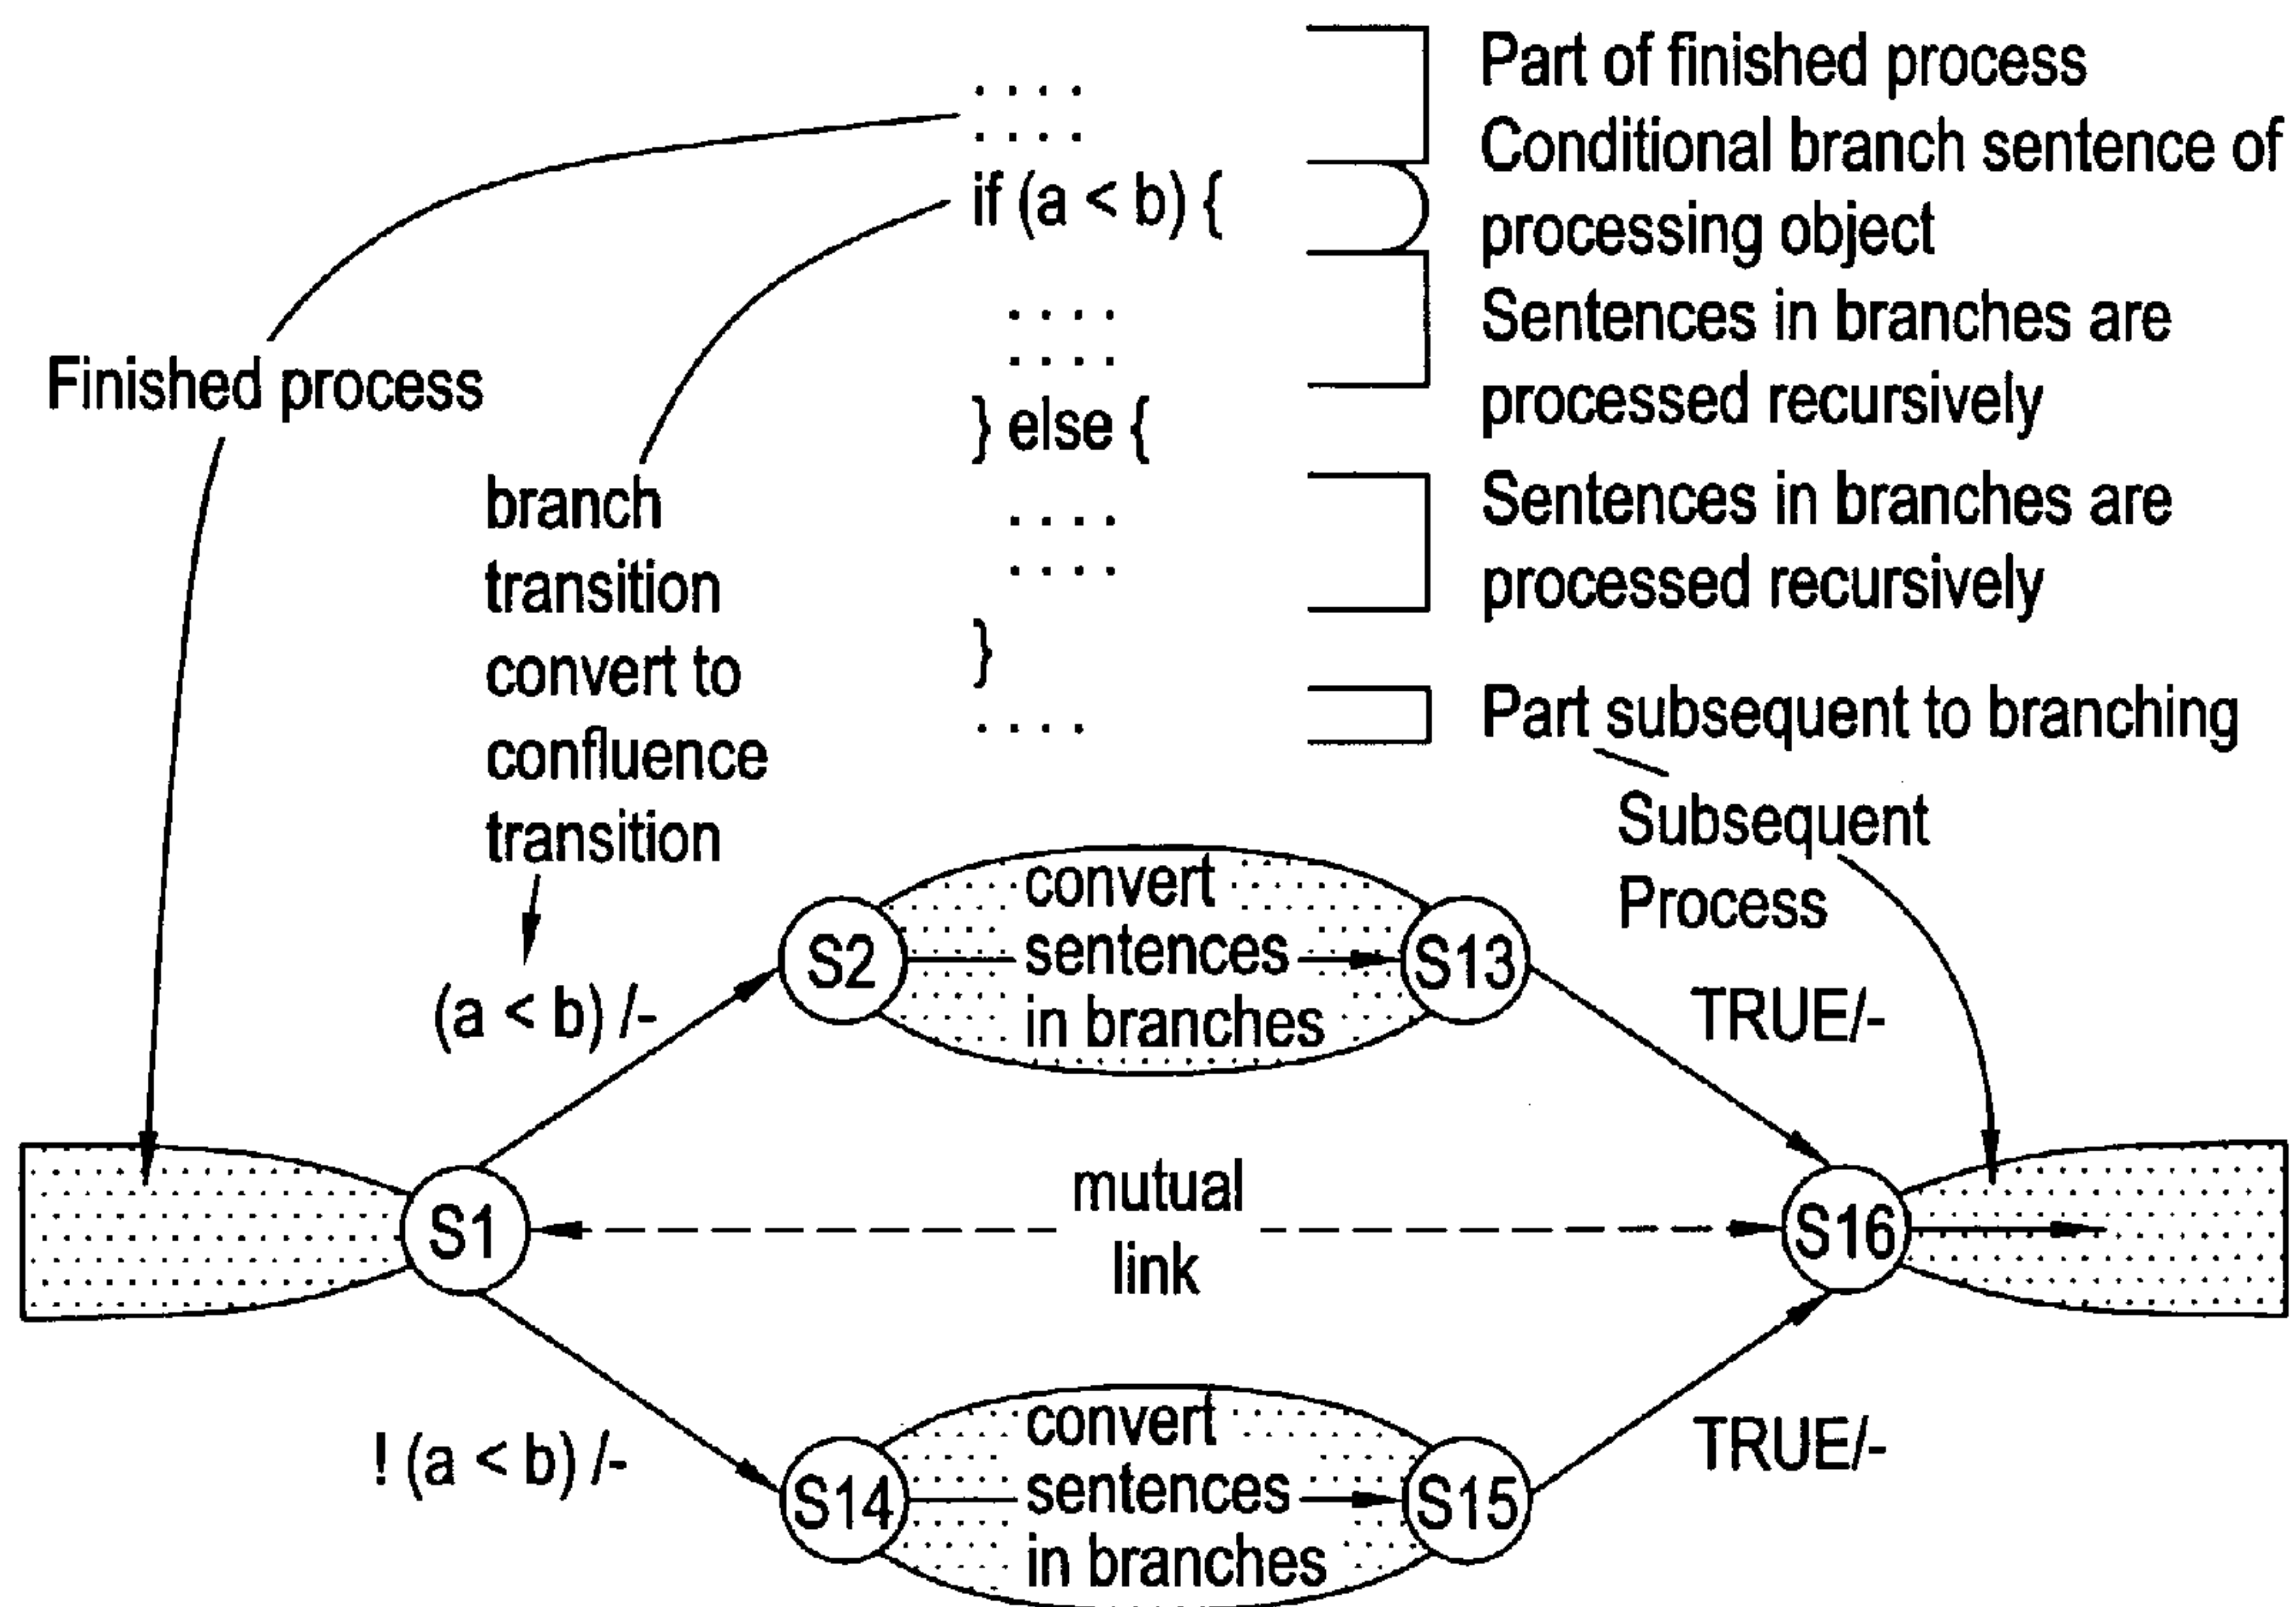 . . . .
. . . .
if (a < b) {
. . . .
. . . .
} else {
. . . .
. . . .
}
. . . .
Part of finished process
Conditional branch sentence of
processing object
Sentences in branches are
processed recursively
Sentences in branches are
processed recursively
Part subsequent to branching
Subsequent
Process
Finished process
branch
transition
convert to
confluence
transition
(a < b) /-
S2
convert
sentences
in branches
S13
TRUE/-
S1
mutual
link
S16
! (a < b) /-
S14
convert
sentences
in branches
S15
TRUE/-